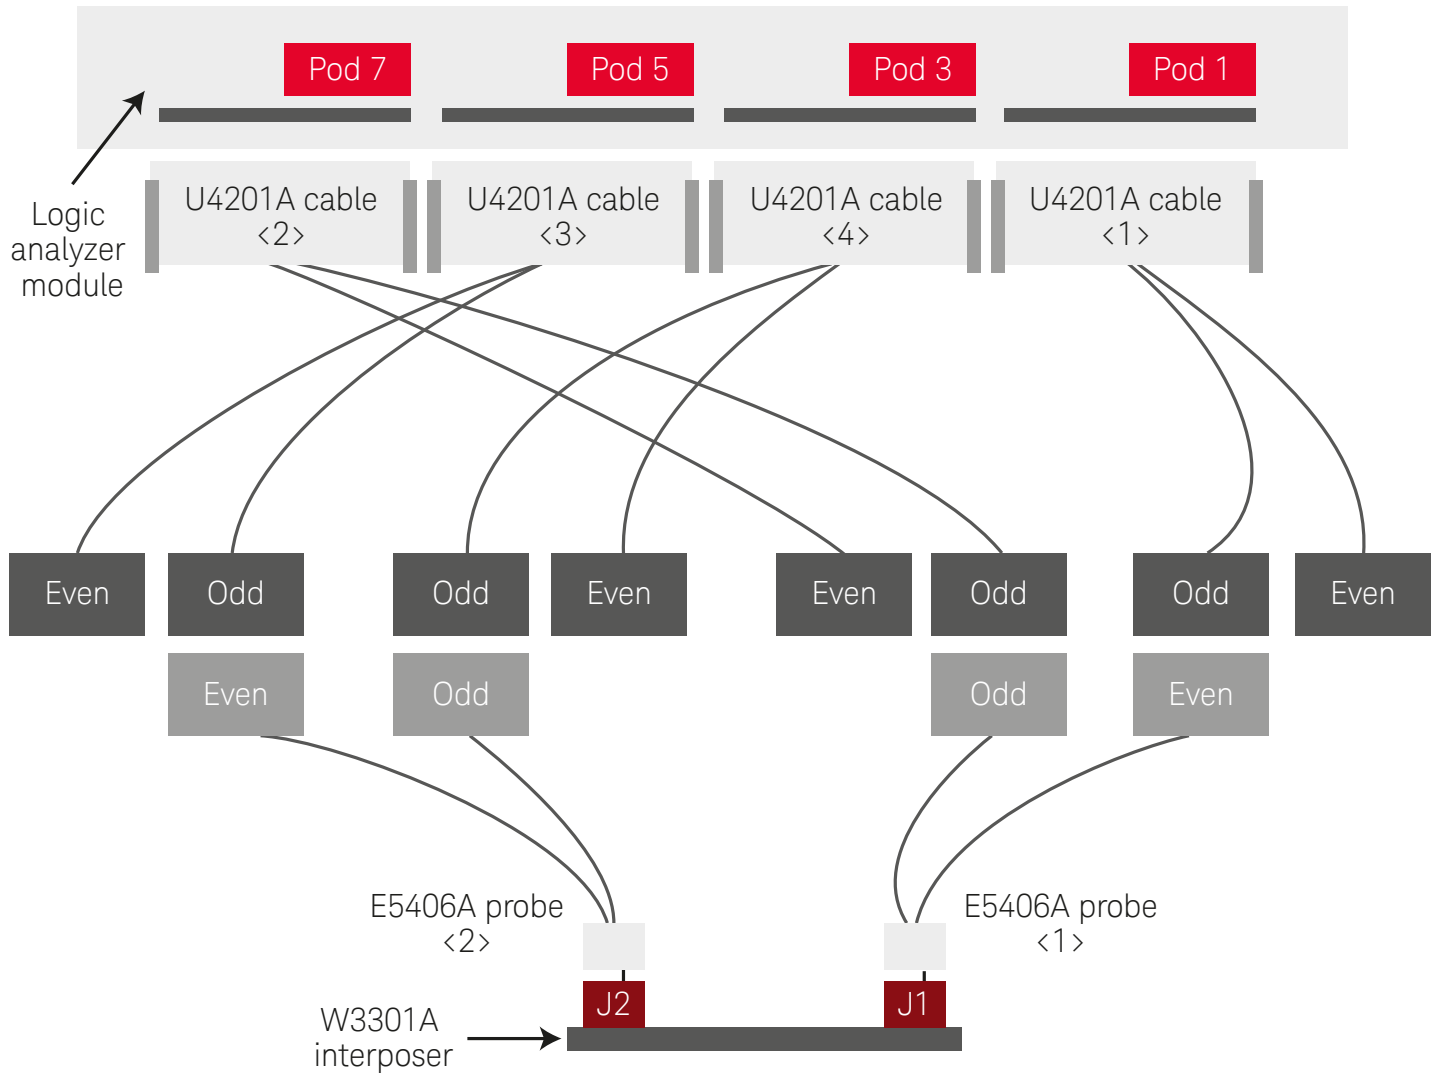 Pod 7
Pod 5
Pod 3
Pod 1
Logic
analyzer
module
U4201A cable
<2>
U4201A cable
<3>
U4201A cable
<4>
U4201A cable
<1>
Even
Odd
Odd
Even
Even
Odd
Odd
Even
Even
Odd
Odd
Even
E5406A probe
<2>
E5406A probe
<1>
J2
J1
W3301A
interposer